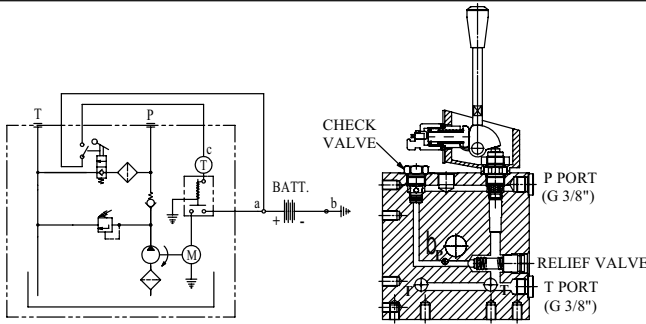 T
P
c
T
BATT.
a
b
+
-
M
CHECK
VALVE
P PORT
(G 3/8")
b
P
RELIEF VALVE
T
T
T PORT
(G 3/8")